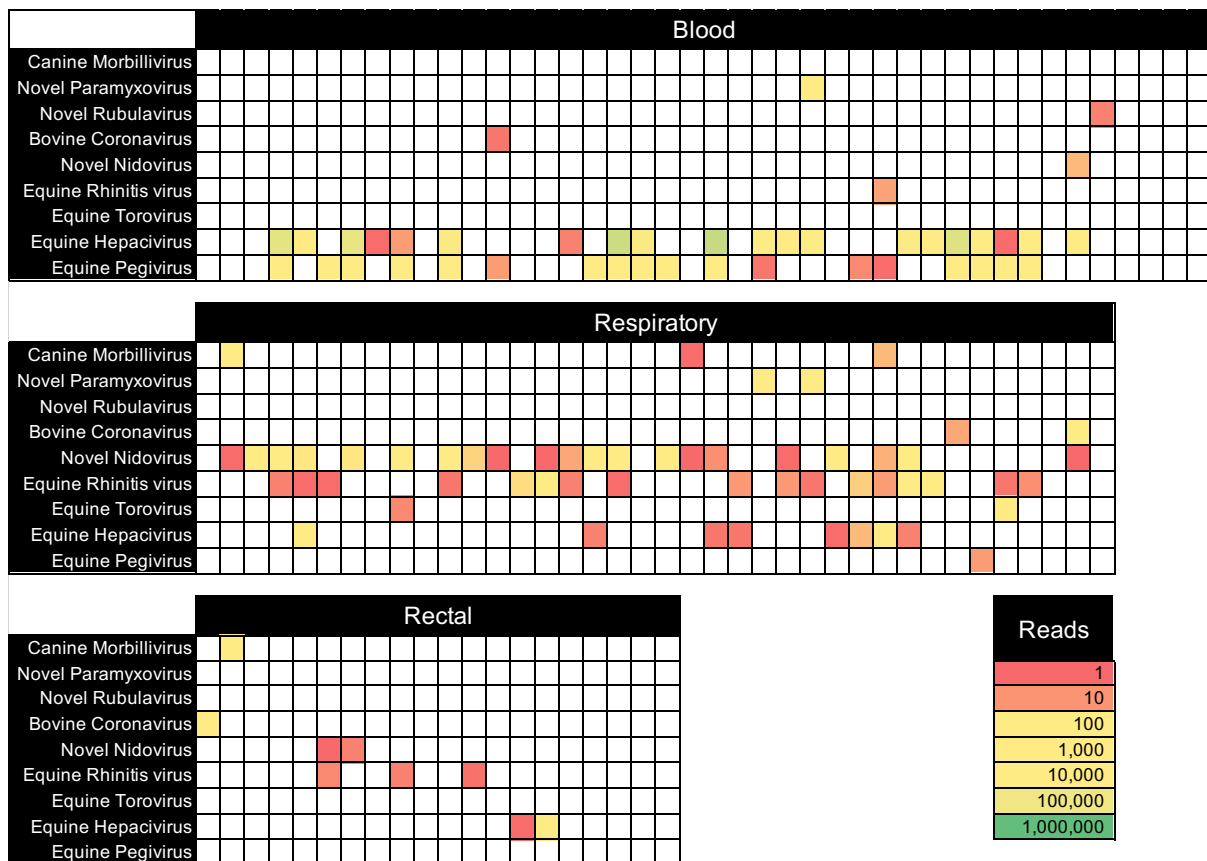 Blood
Canine Morbillivirus
Novel Paramyxovirus
Novel Rubulavirus
Bovine Coronavirus
Novel Nidovirus
Equine Rhinitis virus
Equine Torovirus
Equine Hepacivirus
Equine Pegivirus
Respiratory
Canine Morbillivirus
Novel Paramyxovirus
Novel Rubulavirus
Bovine Coronavirus
Novel Nidovirus
Equine Rhinitis virus
Equine Torovirus
Equine Hepacivirus
Equine Pegivirus
Rectal
Canine Morbillivirus
Novel Paramyxovirus
Novel Rubulavirus
Bovine Coronavirus
Novel Nidovirus
Equine Rhinitis virus
Equine Torovirus
Equine Hepacivirus
Equine Pegivirus
Reads
1
10
100
1,000
10,000
100,000
1,000,000